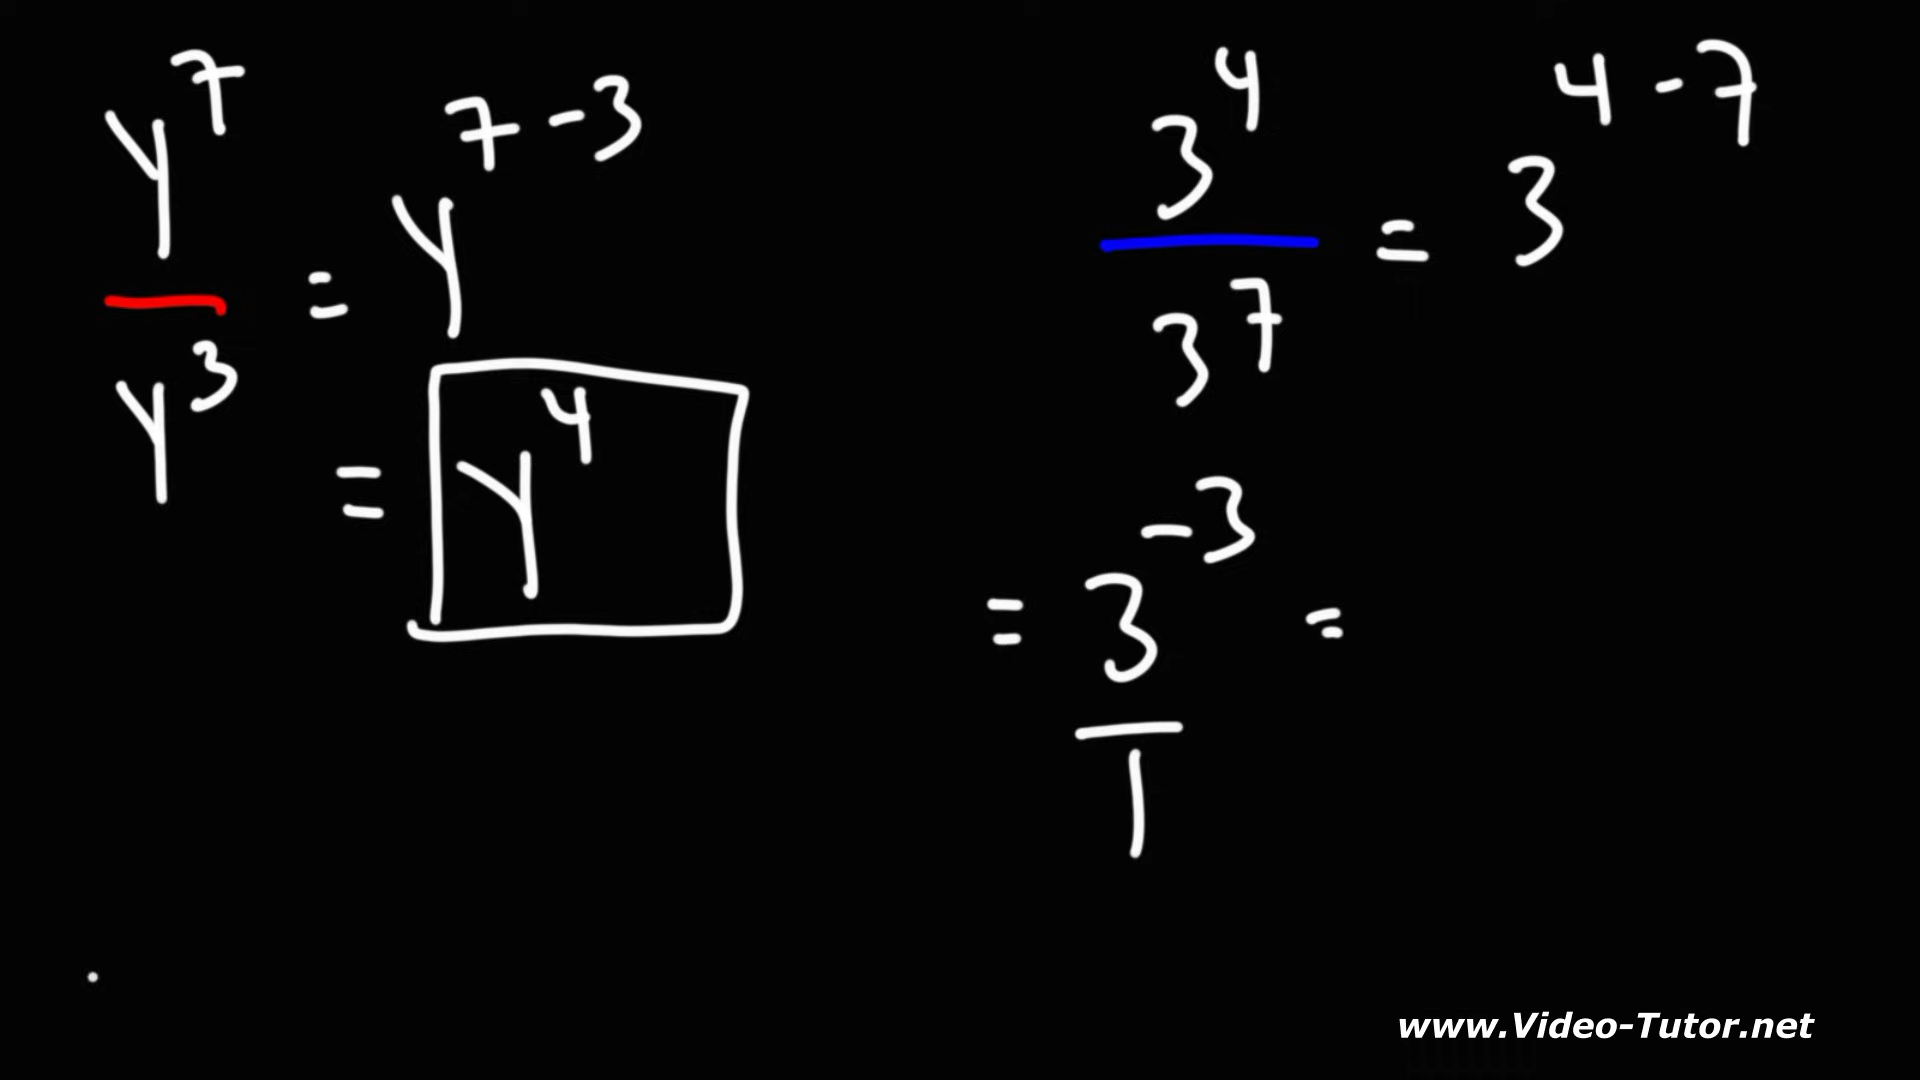 y^7 / y^3 = y^{7-3}
= y^4
3^4 / 3^7 = 3^{4-7}
= 3^{-3} / 1 =
www.Video-Tutor.net